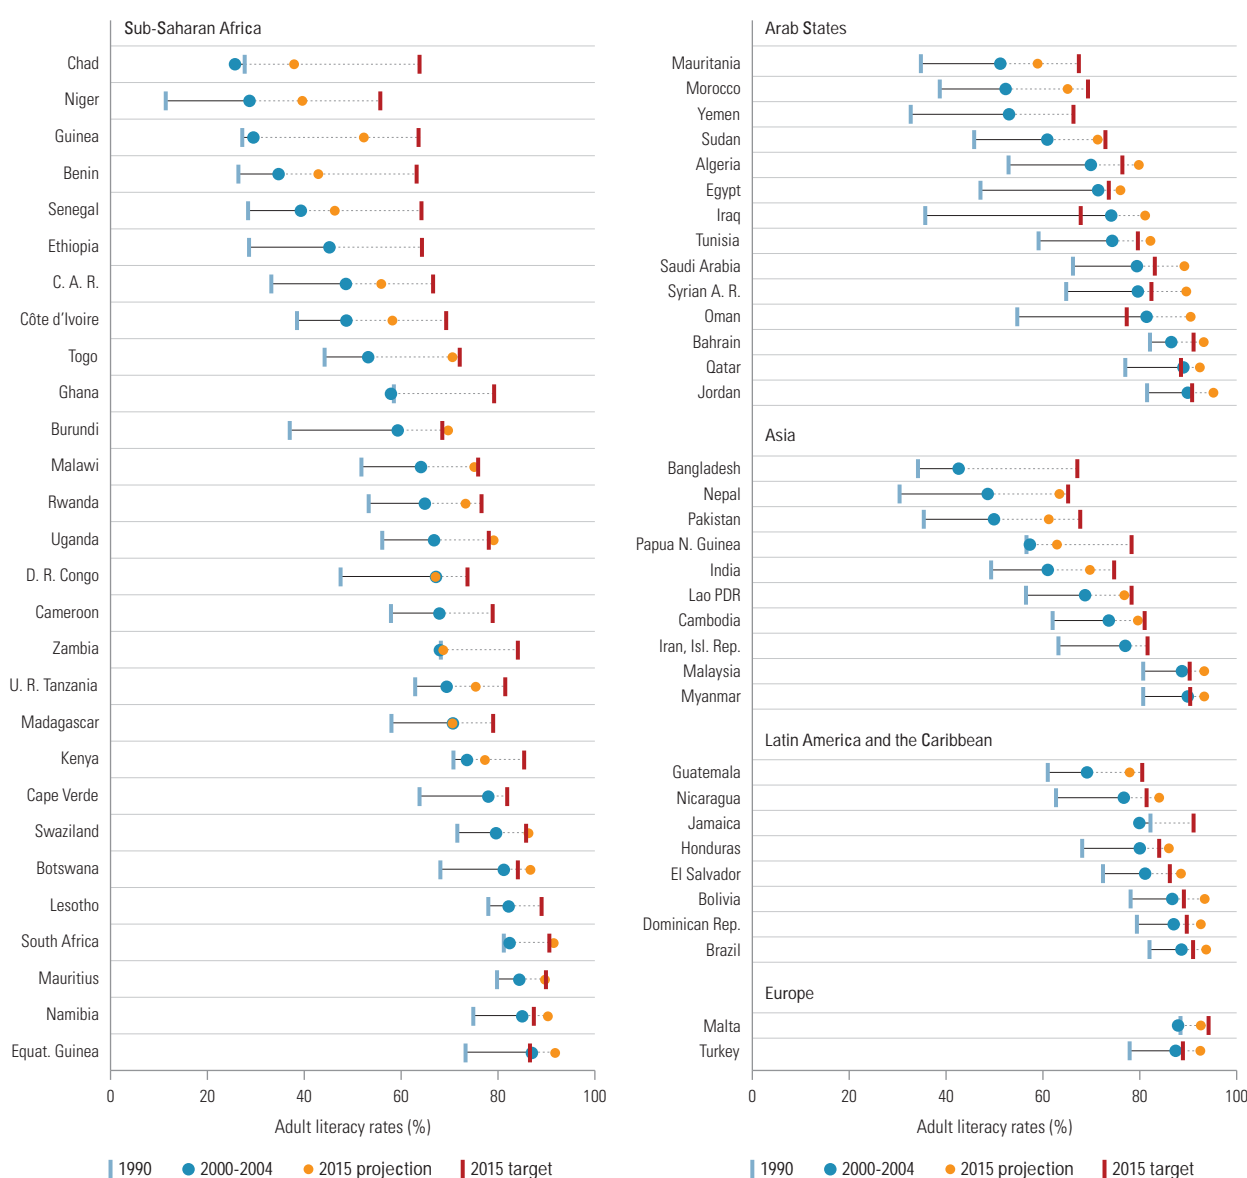 Sub-Saharan Africa
Chad
Niger
Guinea
Benin
Senegal
Ethiopia
C. A. R.
Côte d'Ivoire
Togo
Ghana
Burundi
Malawi
Rwanda
Uganda
D. R. Congo
Cameroon
Zambia
U. R. Tanzania
Madagascar
Kenya
Cape Verde
Swaziland
Botswana
Lesotho
South Africa
Mauritius
Namibia
Equat. Guinea
0 20 40 60 80 100
Adult literacy rates (%)
1990 2000-2004 2015 projection 2015 target
Arab States
Mauritania
Morocco
Yemen
Sudan
Algeria
Egypt
Iraq
Tunisia
Saudi Arabia
Syrian A. R.
Oman
Bahrain
Qatar
Jordan
Asia
Bangladesh
Nepal
Pakistan
Papua N. Guinea
India
Lao PDR
Cambodia
Iran, Isl. Rep.
Malaysia
Myanmar
Latin America and the Caribbean
Guatemala
Nicaragua
Jamaica
Honduras
El Salvador
Bolivia
Dominican Rep.
Brazil
Europe
Malta
Turkey
0 20 40 60 80 100
Adult literacy rates (%)
1990 2000-2004 2015 projection 2015 target